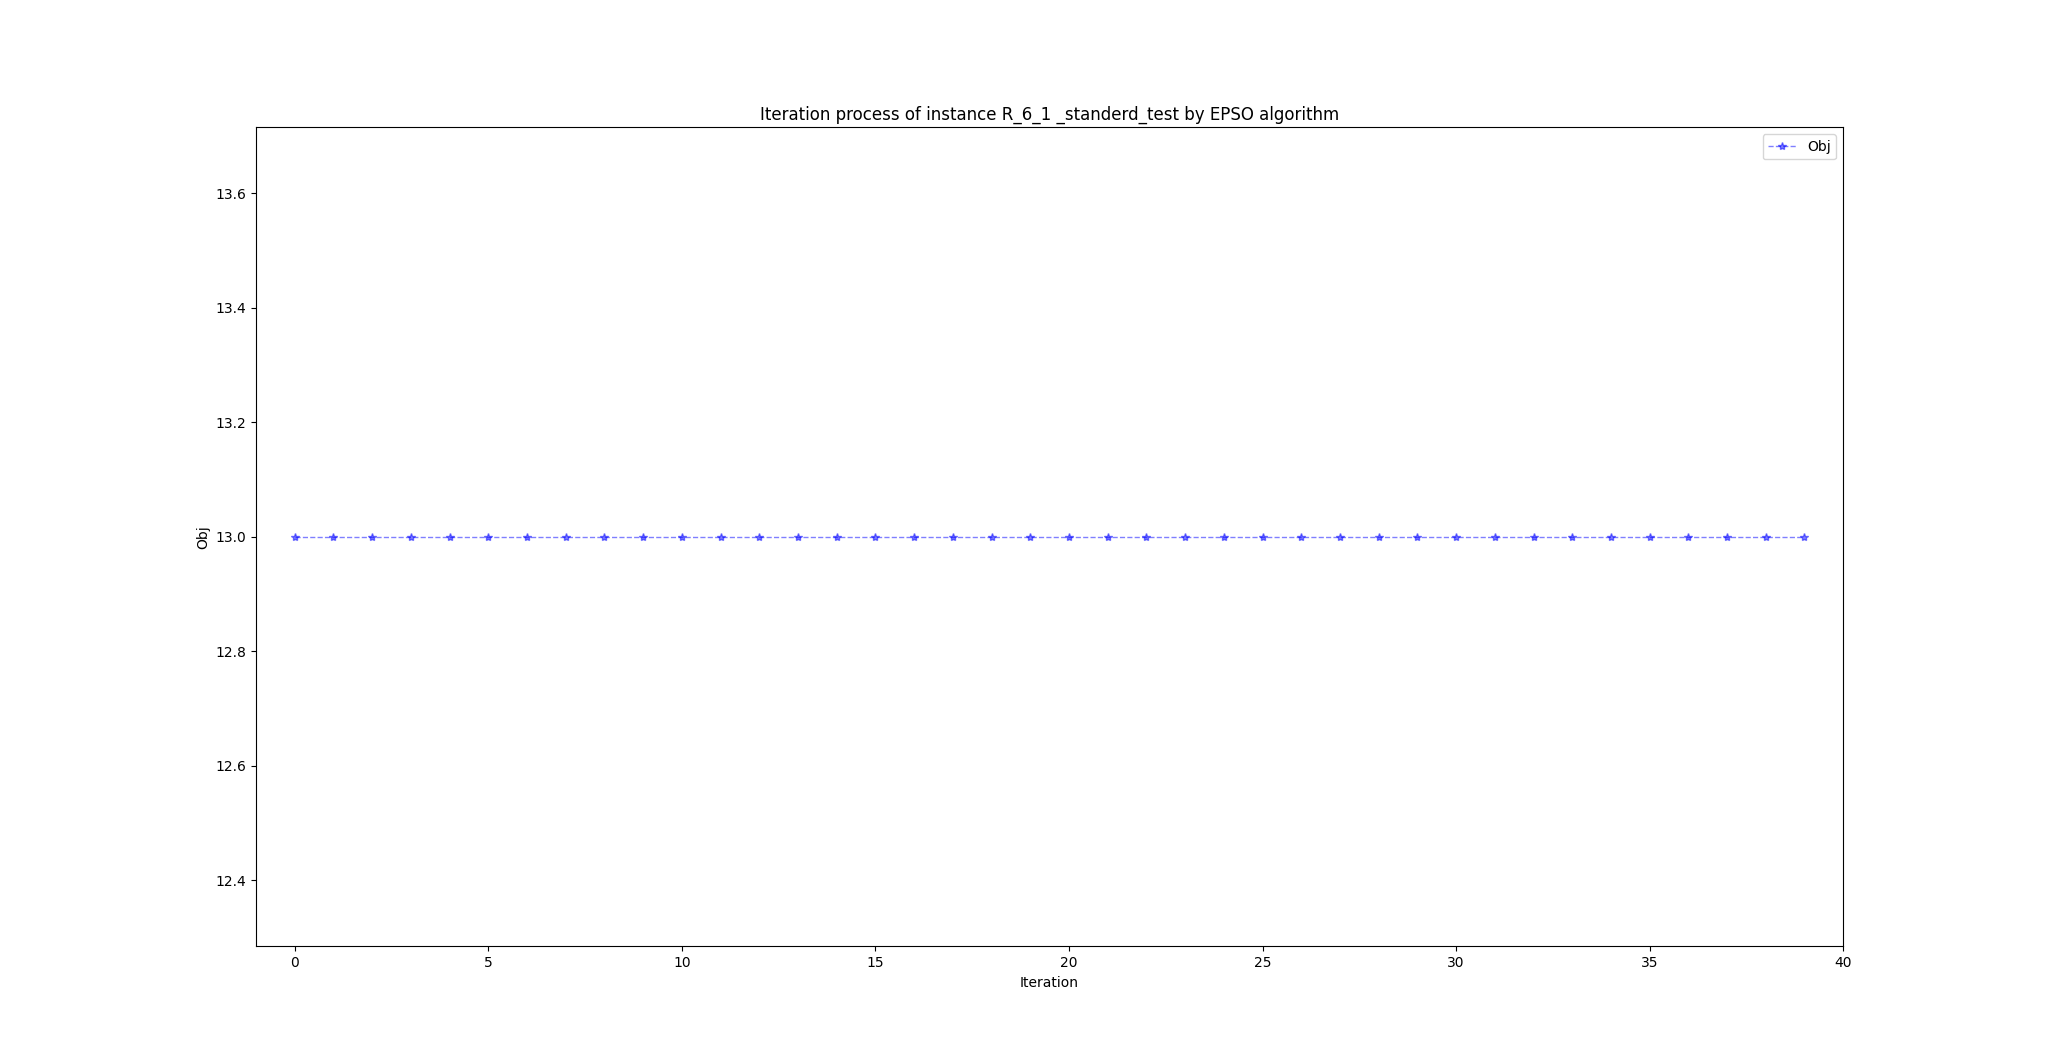 Iteration process of instance R_6_1 _standerd_test by EPSO algorithm
Obj
13.6
13.4
13.2
13.0
12.8
12.6
12.4
Obj
0 5 10 15 20 25 30 35 40
Iteration